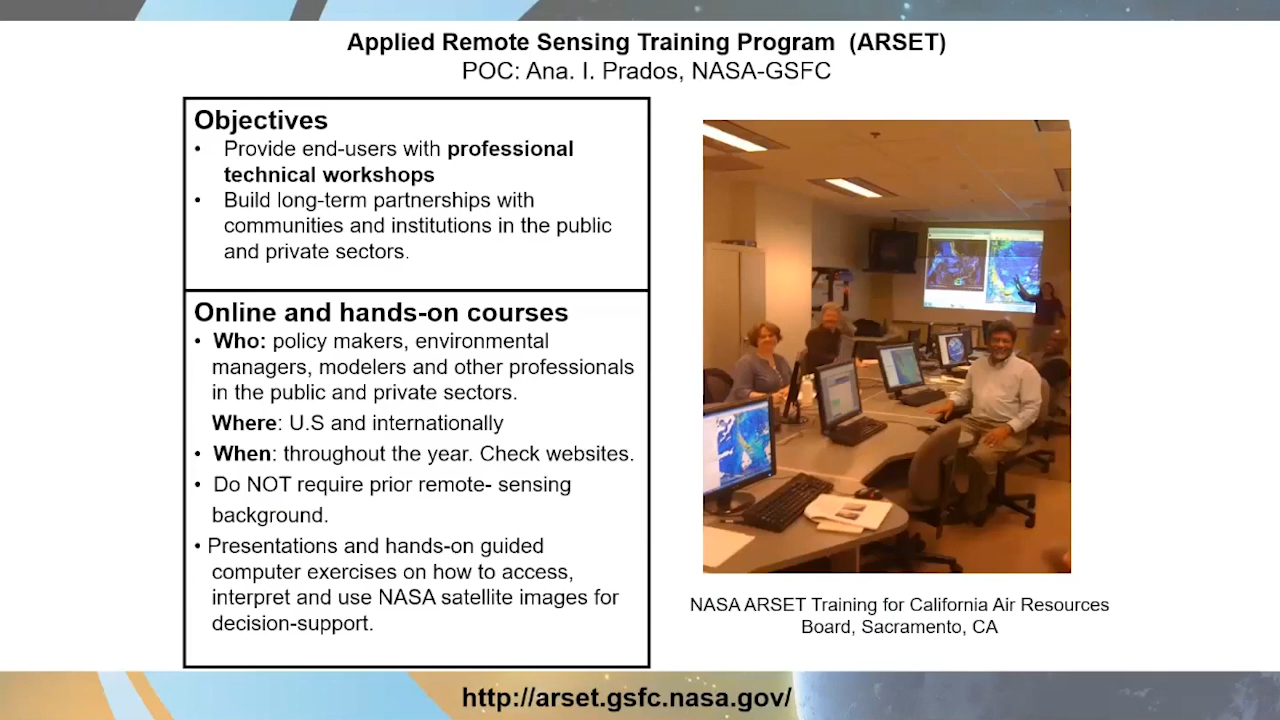 Applied Remote Sensing Training Program (ARSET)
POC: Ana. I. Prados, NASA-GSFC
Objectives
• Provide end-users with professional
technical workshops
• Build long-term partnerships with
communities and institutions in the public
and private sectors.
Online and hands-on courses
• Who: policy makers, environmental
managers, modelers and other professionals
in the public and private sectors.
Where: U.S and internationally
• When: throughout the year. Check websites.
• Do NOT require prior remote- sensing
background.
• Presentations and hands-on guided
computer exercises on how to access,
interpret and use NASA satellite images for
decision-support.
NASA ARSET Training for California Air Resources
Board, Sacramento, CA
http://arset.gsfc.nasa.gov/